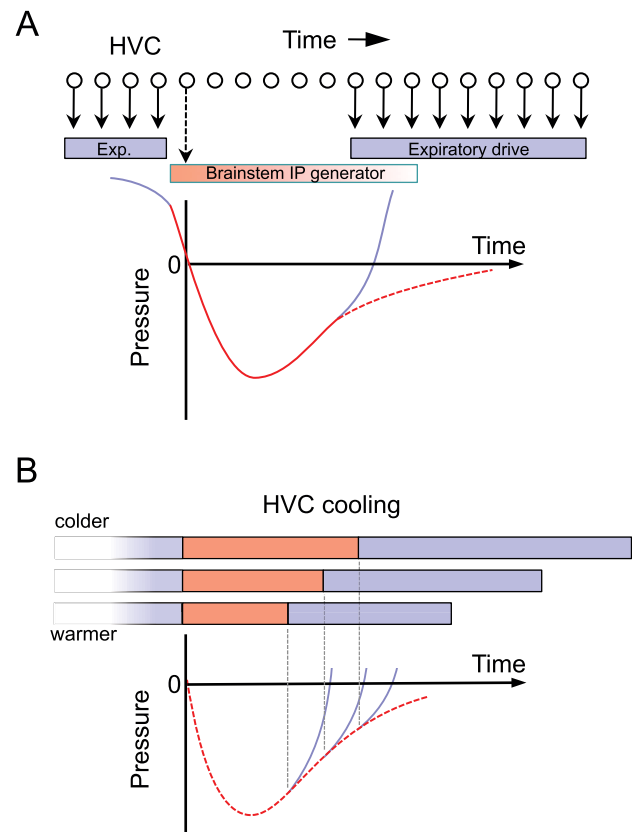 A
HVC
Time
Exp.
Expiratory drive
Brainstem IP generator
Time
0
Pressure
B
HVC cooling
colder
warmer
Time
0
Pressure